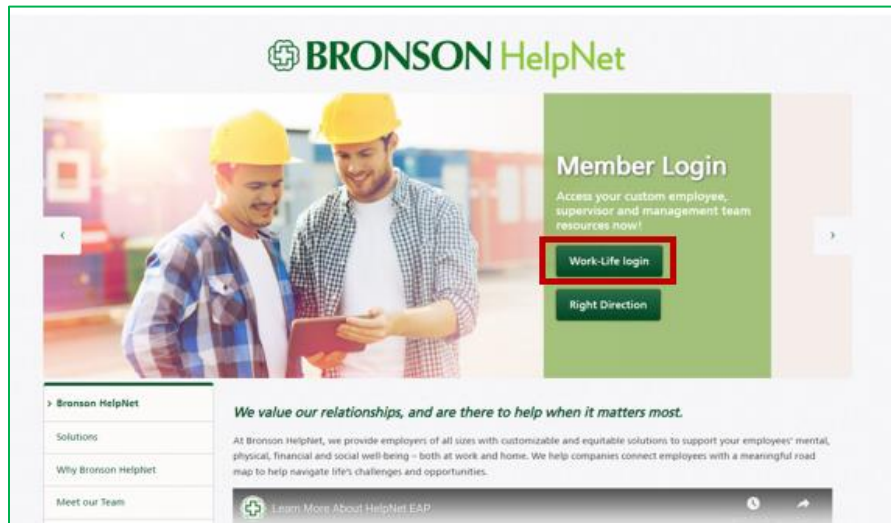 BRONSON HelpNet
Member Login
Access your custom employee,
supervisor and management team
resources now!
Work-Life login
Right Direction
> Bronson HelpNet
Solutions
Why Bronson HelpNet
Meet our Team
We value our relationships, and are there to help when it matters most.
At Bronson HelpNet, we provide employers of all sizes with customizable and equitable solutions to support your employees' mental,
physical, financial and social well-being – both at work and home. We help companies connect employees with a meaningful road
map to help navigate life's challenges and opportunities.
Learn More About HelpNet EAP